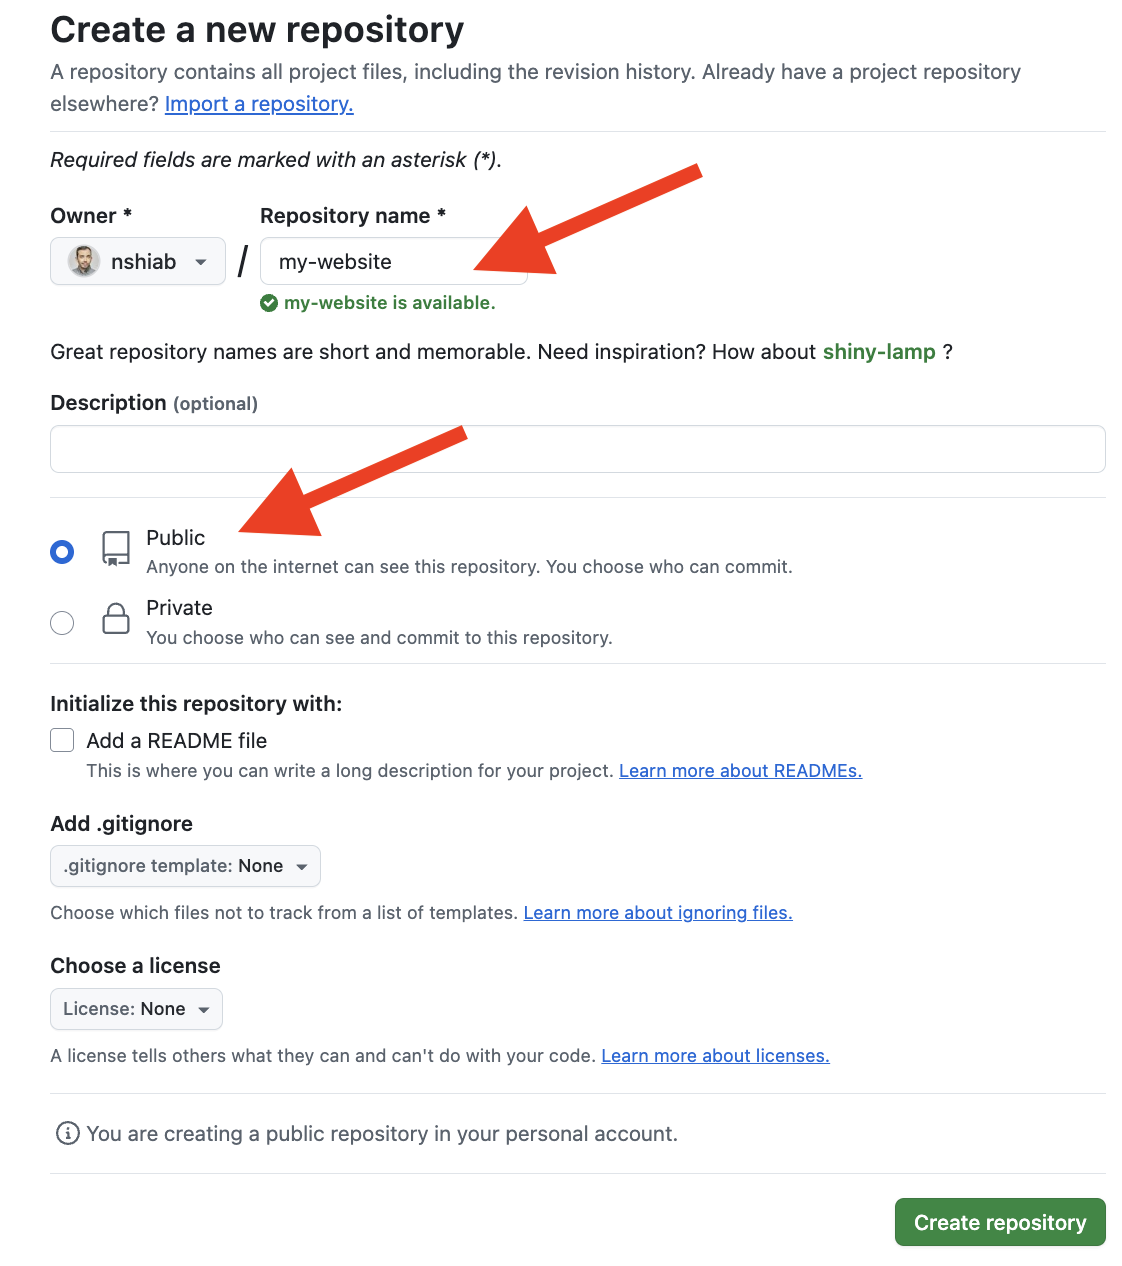 Create a new repository
A repository contains all project files, including the revision history. Already have a project repository
elsewhere? Import a repository.
Required fields are marked with an asterisk (*).
Owner * Repository name *
nshiab / my-website
my-website is available.
Great repository names are short and memorable. Need inspiration? How about shiny-lamp ?
Description (optional)
Public
Anyone on the internet can see this repository. You choose who can commit.
Private
You choose who can see and commit to this repository.
Initialize this repository with:
Add a README file
This is where you can write a long description for your project. Learn more about READMEs.
Add .gitignore
.gitignore template: None
Choose which files not to track from a list of templates. Learn more about ignoring files.
Choose a license
License: None
A license tells others what they can and can't do with your code. Learn more about licenses.
You are creating a public repository in your personal account.
Create repository